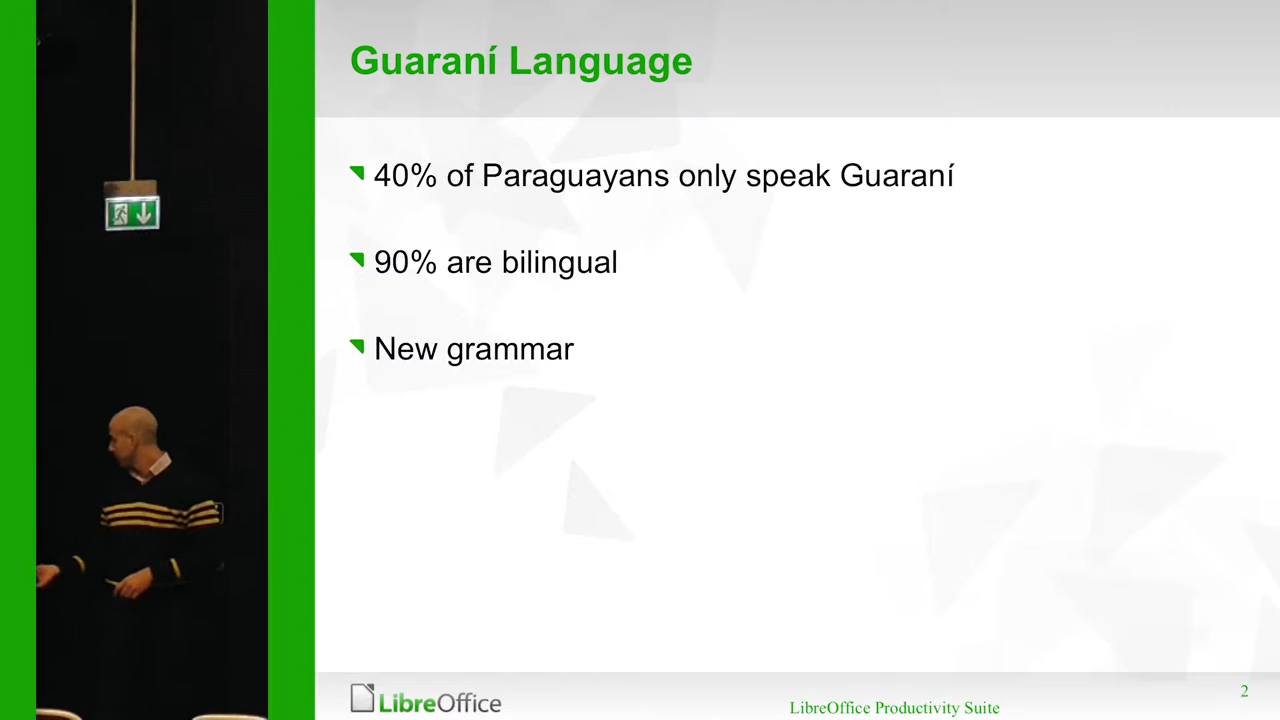 Guaraní Language
40% of Paraguayans only speak Guaraní
90% are bilingual
New grammar
LibreOffice
LibreOffice Productivity Suite
2